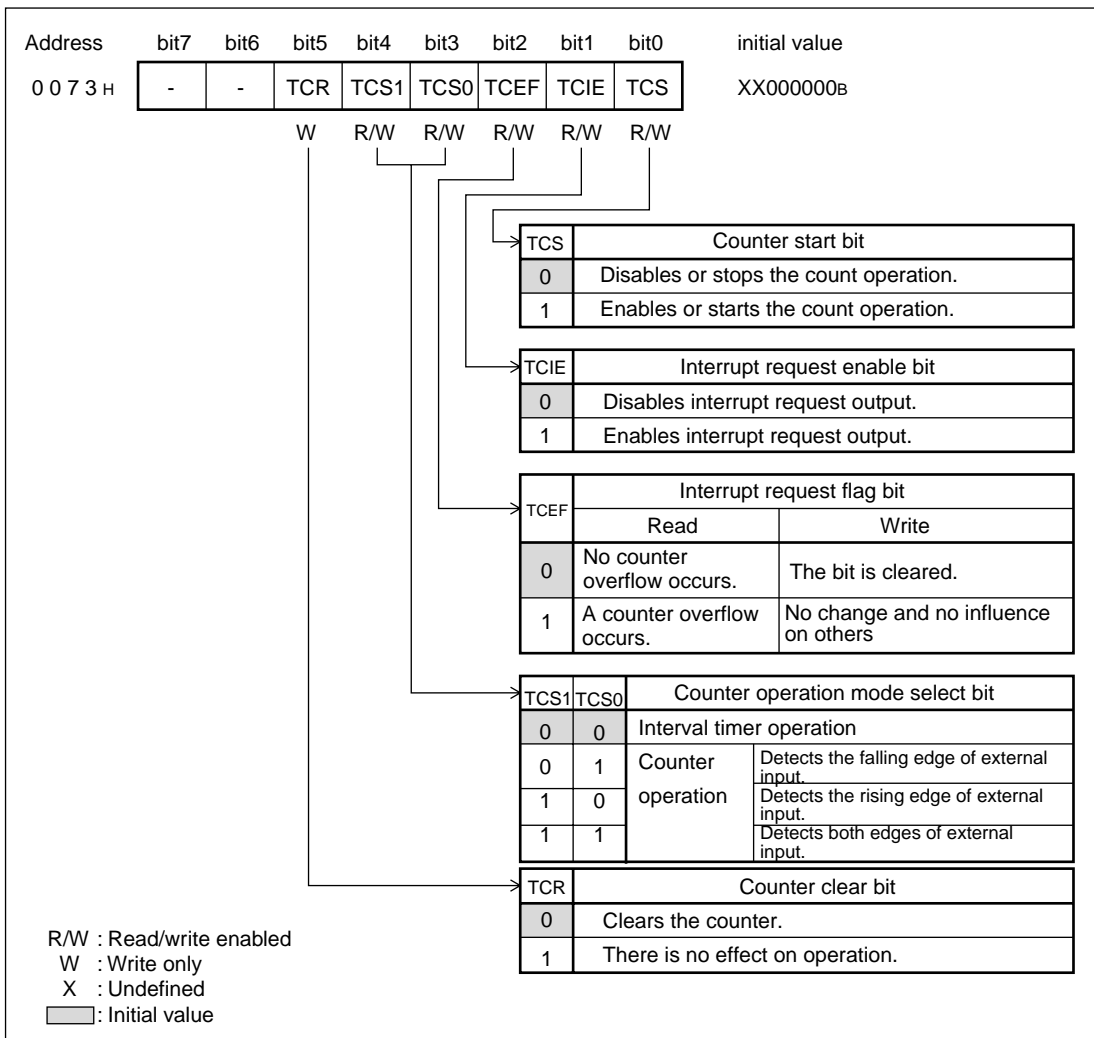 Address bit7 bit6 bit5 bit4 bit3 bit2 bit1 bit0 initial value
0 0 7 3 H - - TCR TCS1 TCS0 TCEF TCIE TCS XX000000B
W R/W R/W R/W R/W R/W
TCS Counter start bit
0 Disables or stops the count operation.
1 Enables or starts the count operation.
TCIE Interrupt request enable bit
0 Disables interrupt request output.
1 Enables interrupt request output.
TCEF Interrupt request flag bit
Read Write
0 No counter overflow occurs. The bit is cleared.
1 A counter overflow occurs. No change and no influence on others
TCS1 TCS0 Counter operation mode select bit
0 0 Interval timer operation
0 1 Counter operation Detects the falling edge of external input.
1 0 Detects the rising edge of external input.
1 1 Detects both edges of external input.
TCR Counter clear bit
0 Clears the counter.
1 There is no effect on operation.
R/W : Read/write enabled
W : Write only
X : Undefined
: Initial value